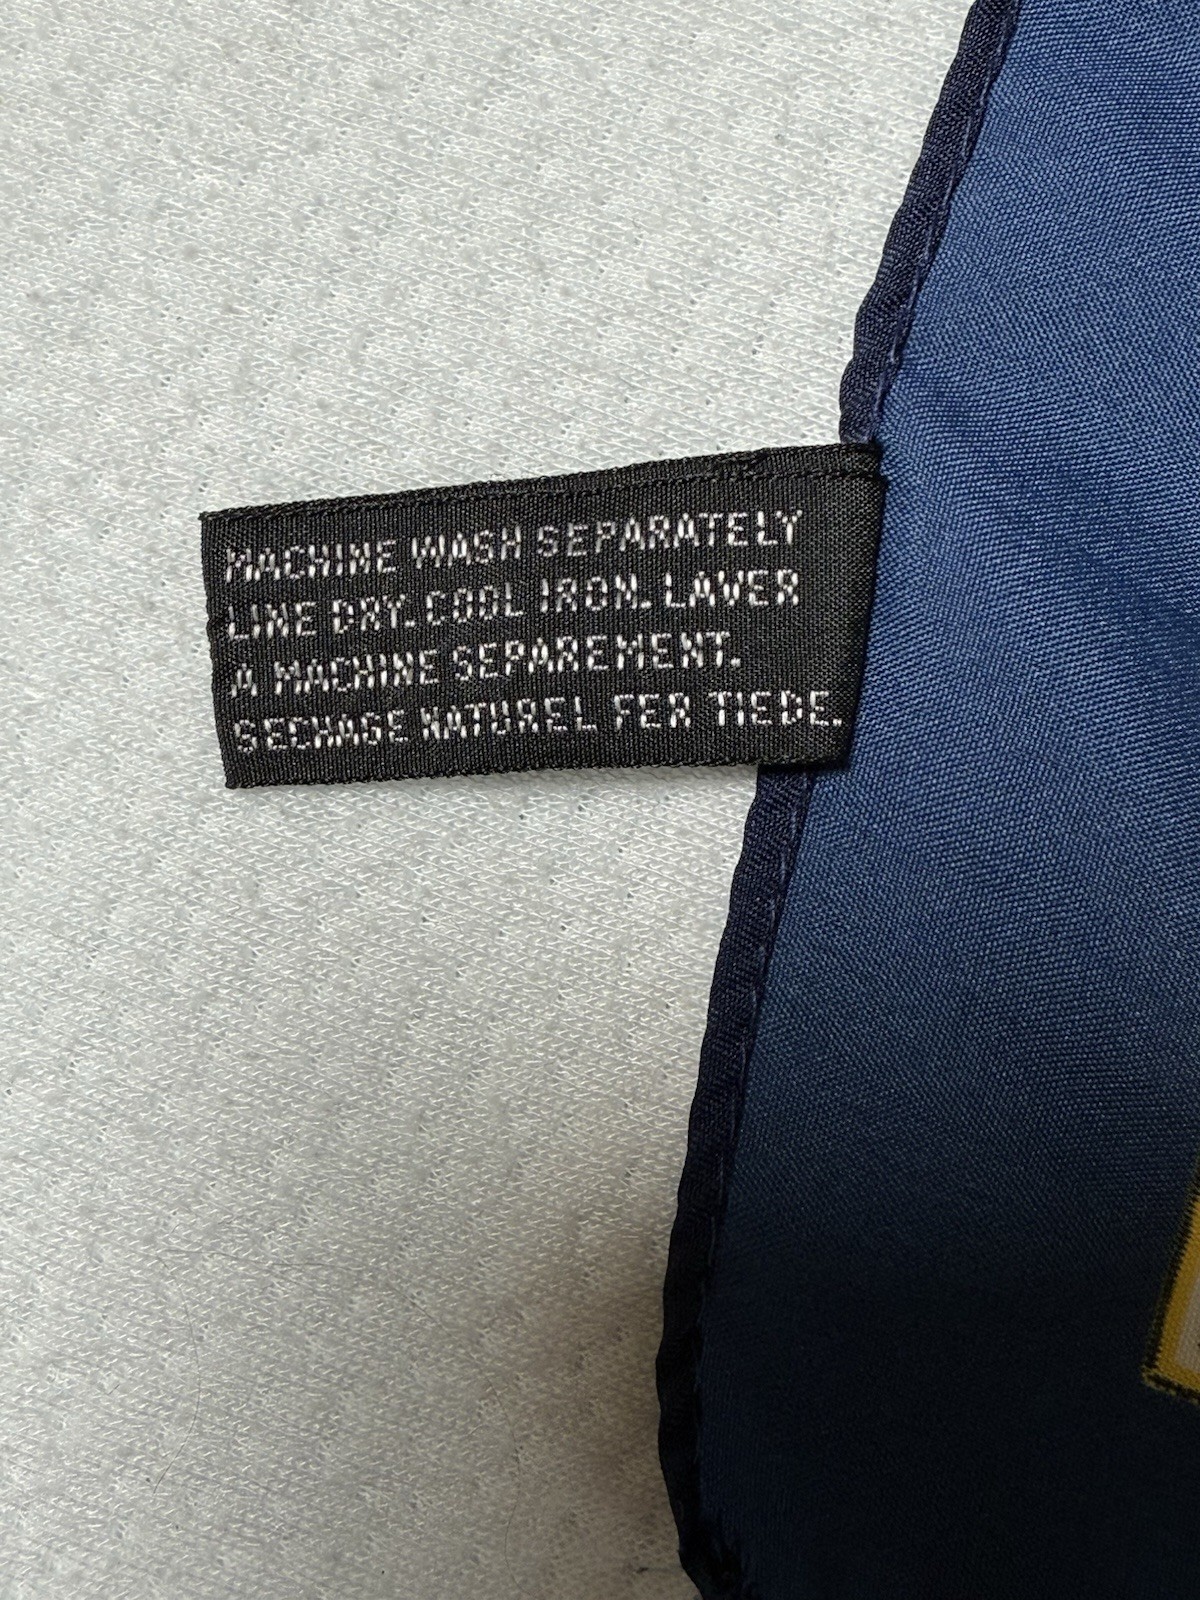 MACHINE WASH SEPARATELY
LINE DRY. COOL IRON. LAVER
A MACHINE SEPAREMENT.
SECHAGE NATUREL FER TIEDE.